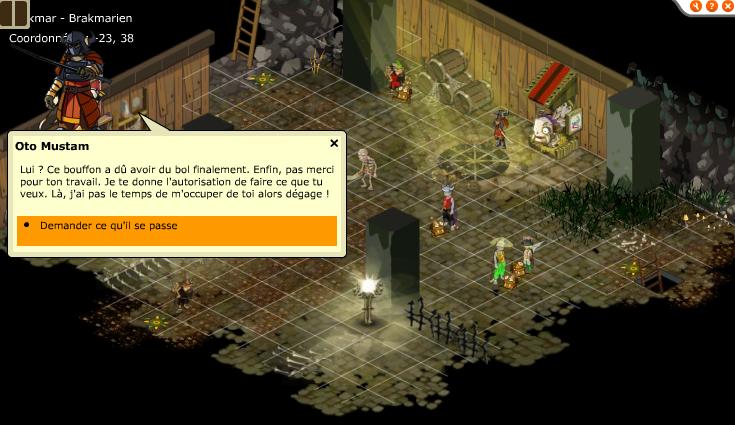 kmar - Brakmarien
Coordonn -23, 38
Oto Mustam
Lui ? Ce bouffon a dû avoir du bol finalement. Enfin, pas merci
pour ton travail. Je te donne l'autorisation de faire ce que tu
veux. Là, j'ai pas le temps de m'occuper de toi alors dégage !
• Demander ce qu'il se passe